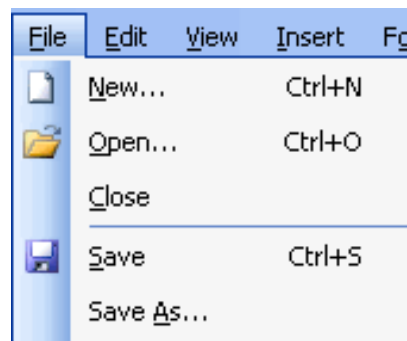 File Edit View Insert
New... Ctrl+N
Open... Ctrl+O
Close
Save Ctrl+S
Save As...